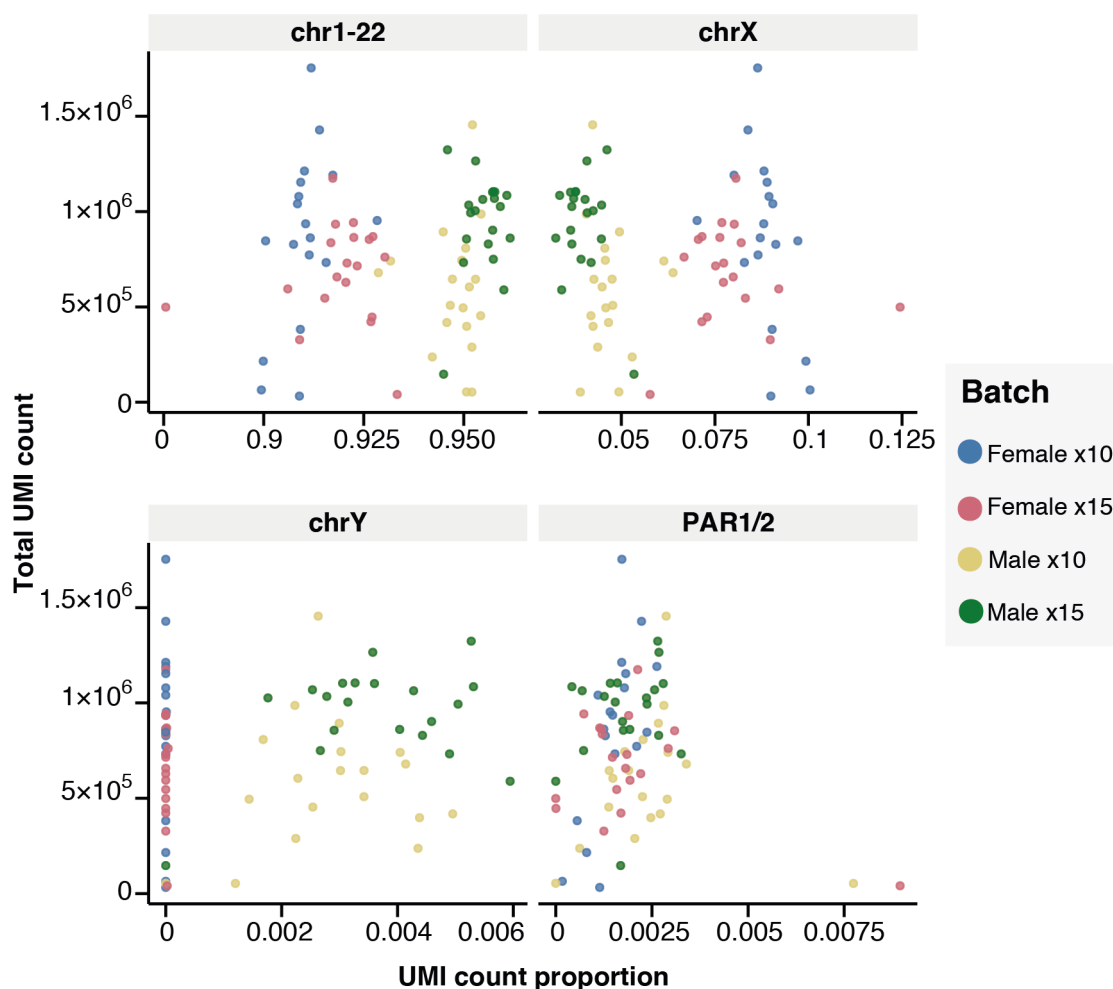 chr1-22
chrX
1.5×10⁶
1×10⁶
5×10⁵
0
0
0.9
0.925
0.950
0.05
0.075
0.1
0.125
Total UMI count
Batch
Female x10
Female x15
Male x10
Male x15
chrY
PAR1/2
1.5×10⁶
1×10⁶
5×10⁵
0
0
0.002
0.004
0.006
0
0.0025
0.005
0.0075
UMI count proportion